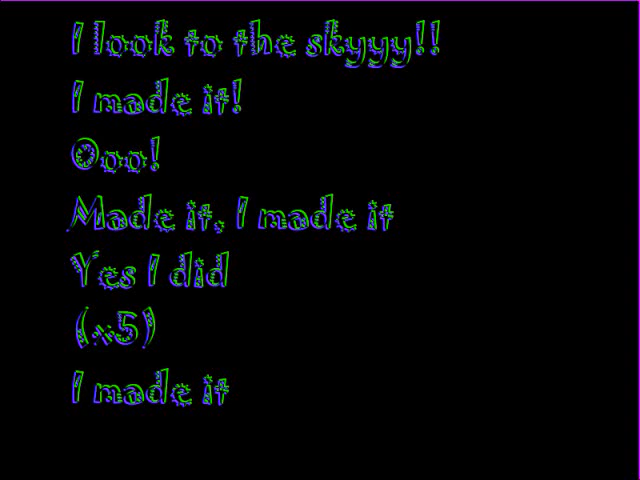 I look to the skyyy!!
I made it!
Ooo!
Made it, I made it
Yes I did
(x5)
I made it